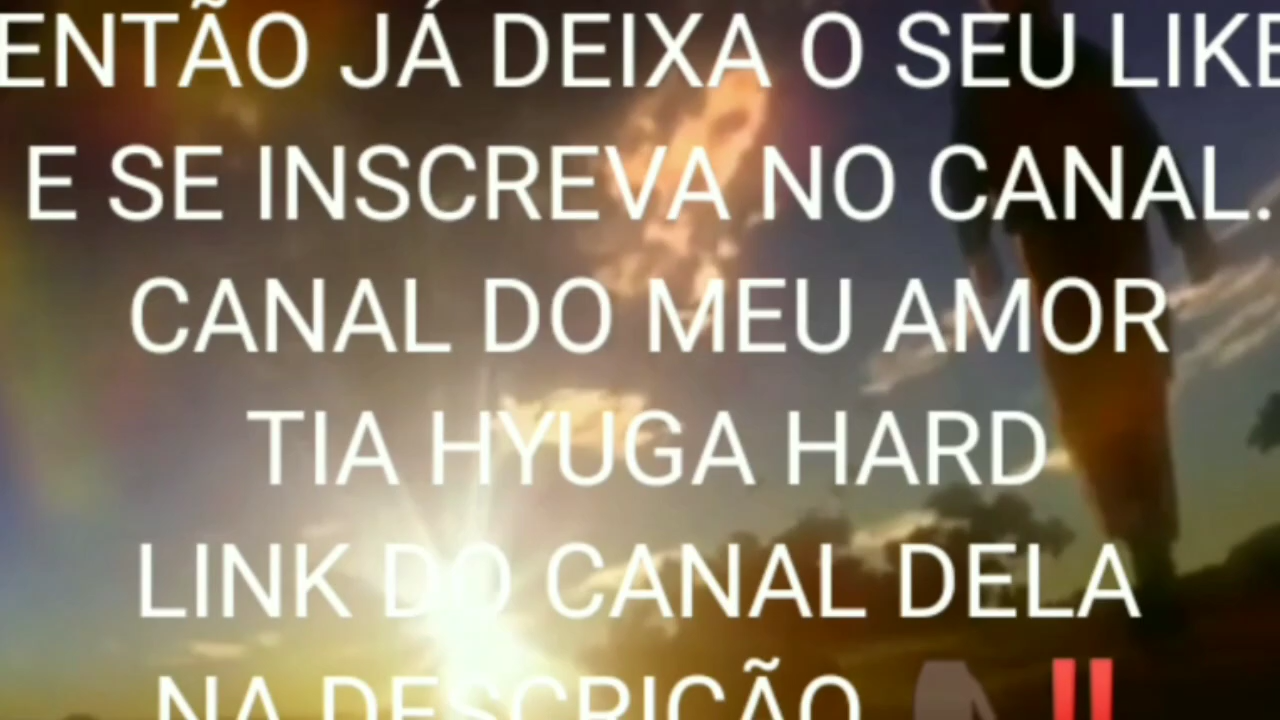 ENTÃO JÁ DEIXA O SEU LIKE
E SE INSCREVA NO CANAL.
CANAL DO MEU AMOR
TIA HYUGA HARD
LINK DO CANAL DELA
NA DESCRIÇÃO